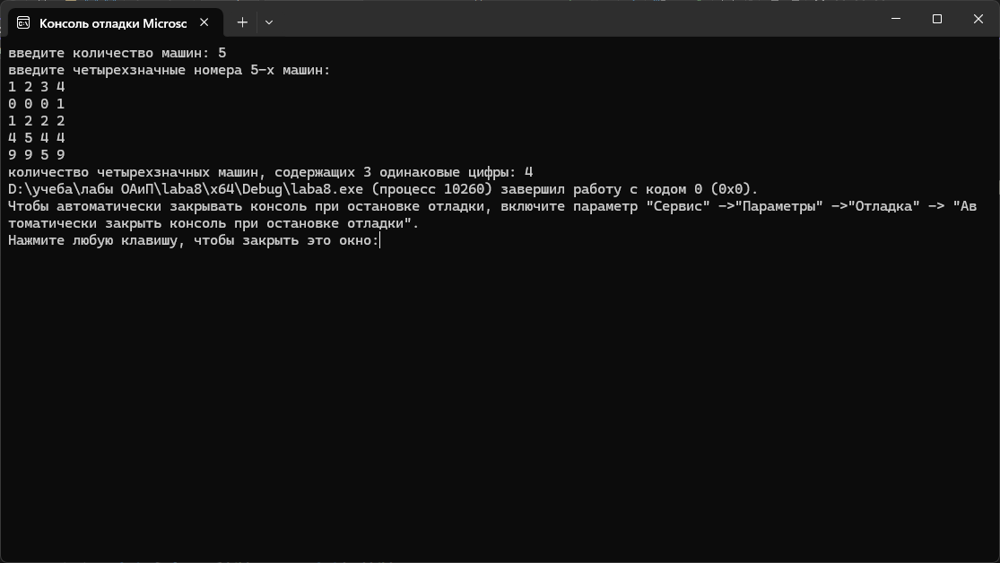 Консоль отладки Microsc
введите количество машин: 5
введите четырехзначные номера 5-х машин:
1 2 3 4
0 0 0 1
1 2 2 2
4 5 4 4
9 9 5 9
количество четырехзначных машин, содержащих 3 одинаковые цифры: 4
D:\учеба\лабы ОАиП\laba8\x64\Debug\laba8.exe (процесс 10260) завершил работу с кодом 0 (0x0).
Чтобы автоматически закрывать консоль при остановке отладки, включите параметр "Сервис" ->"Параметры" ->"Отладка" -> "Ав
томатически закрыть консоль при остановке отладки".
Нажмите любую клавишу, чтобы закрыть это окно: